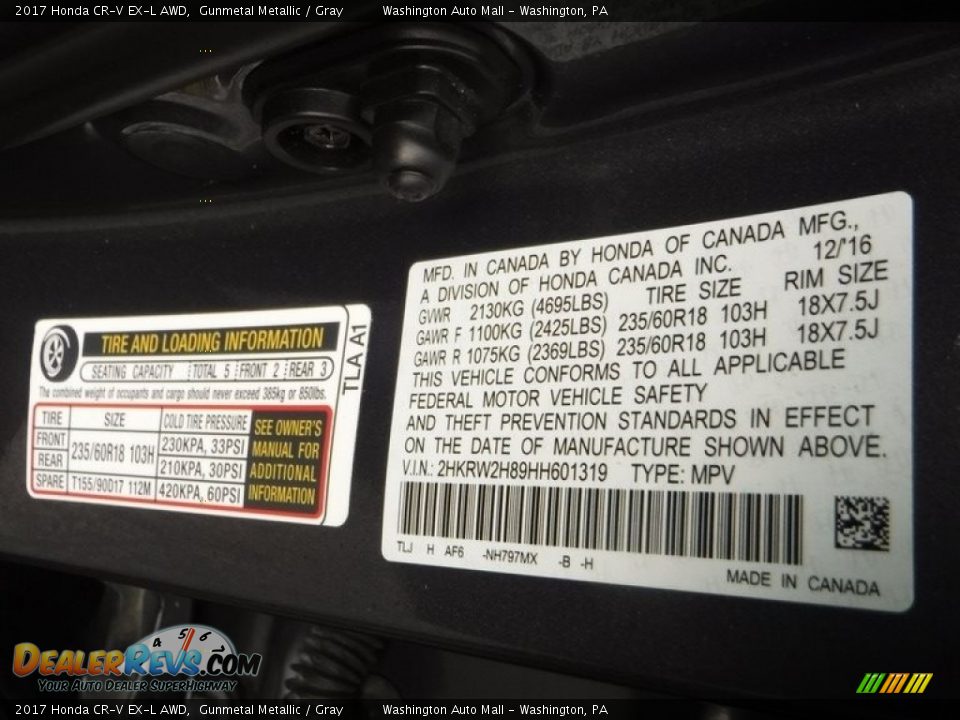 2017 Honda CR-V EX-L AWD, Gunmetal Metallic / Gray Washington Auto Mall - Washington, PA
MFD. IN CANADA BY HONDA OF CANADA MFG.,
A DIVISION OF HONDA CANADA INC. 12/'16
GVWR 2130KG (4695LBS) TIRE SIZE RIM SIZE
GAWR F 1100KG (2425LBS) 235/60R18 103H 18X7.5J
GAWR R 1075KG (2369LBS) 235/60R18 103H 18X7.5J
THIS VEHICLE CONFORMS TO ALL APPLICABLE
FEDERAL MOTOR VEHICLE SAFETY
AND THEFT PREVENTION STANDARDS IN EFFECT
ON THE DATE OF MANUFACTURE SHOWN ABOVE.
V.I.N.: 2HKRW2H89HH601319 TYPE: MPV
TLJ H AF6 -NH797MX -B -H
MADE IN CANADA
TIRE AND LOADING INFORMATION
SEATING CAPACITY TOTAL 5 FRONT 2 REAR 3
The combined weight of occupants and cargo should never exceed 385kg or 850lbs.
TIRE SIZE COLD TIRE PRESSURE
FRONT 235/60R18 103H 230KPA, 33PSI
REAR 210KPA, 30PSI
SPARE T155/90D17 112M 420KPA, 60PSI
SEE OWNER'S
MANUAL FOR
ADDITIONAL
INFORMATION
TLA A1
4 5 6
DEALERREVS.COM
YOUR AUTO DEALER SUPERHIGHWAY
2017 Honda CR-V EX-L AWD, Gunmetal Metallic / Gray Washington Auto Mall - Washington, PA